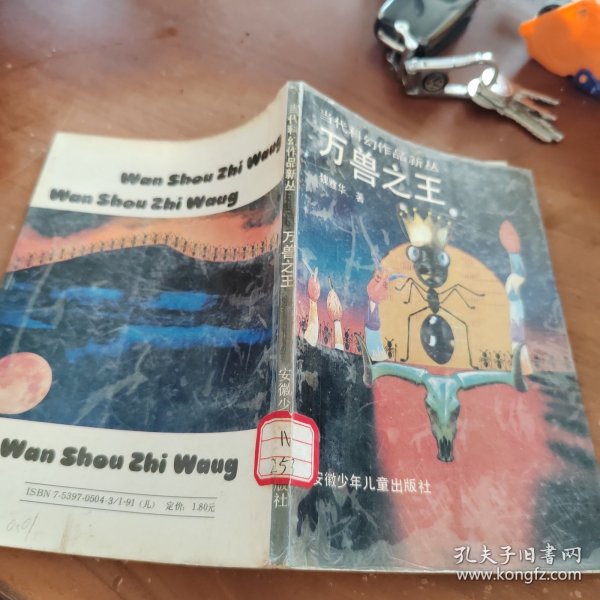 Wan Shou Zhi Waug
Wan Shou Zhi Waug
Wan Shou Zhi Waug
ISBN 7-5397-0504-3/I·91 (儿) 定价: 1.80元
当代科幻作品新丛
万兽之王
安徽少
版社
IV
当代科幻作品新丛
万兽之王
魏雅华 著
安徽少年儿童出版社
孔夫子旧书网
www.kongfz.com